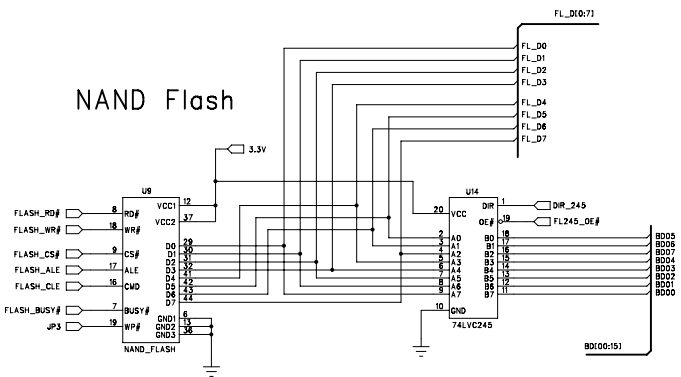 FL_D[0:7]
FL_D0
FL_D1
FL_D2
FL_D3
FL_D4
FL_D5
FL_D6
FL_D7
NAND Flash
3.3V
U9
FLASH_RD# 8 RD# VCC1 12
FLASH_WR# 18 WR# VCC2 37
FLASH_CS# 9 CS#
FLASH_ALE 17 ALE
FLASH_CLE 16 CMD
FLASH_BUSY# 7 BUSY#
JP3 19 WP#
D0 29
D1 30
D2 31
D3 32
D4 41
D5 42
D6 43
D7 44
GND1 6
GND2 13
GND3 36
NAND_FLASH
U14
20 VCC DIR 1 DIR_245
OE# 19 FL245_OE#
2 A0 B0 18 BD05
3 A1 B1 17 BD06
4 A2 B2 16 BD07
5 A3 B3 15 BD04
6 A4 B4 14 BD03
7 A5 B5 13 BD02
8 A6 B6 12 BD01
9 A7 B7 11 BD00
10 GND
74LVC245
BD[00:15]